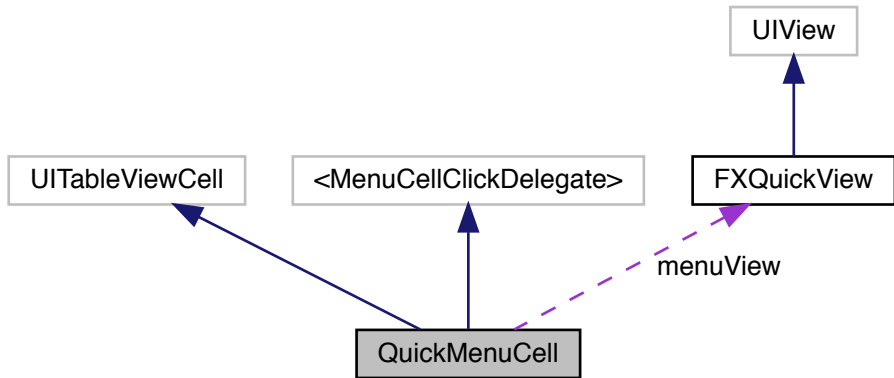 UIView
UITableViewCell
<MenuCellClickDelegate>
FXQuickView
menuView
QuickMenuCell